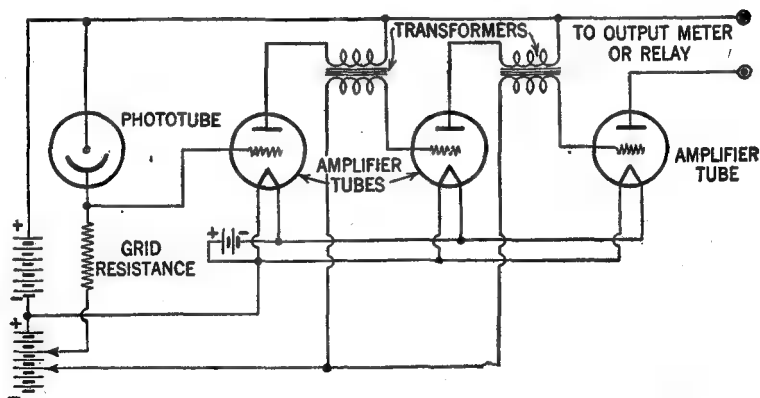 TRANSFORMERS
TO OUTPUT METER
OR RELAY
PHOTOTUBE
AMPLIFIER
TUBES
AMPLIFIER
TUBE
GRID
RESISTANCE
+
-
+ -
+
-